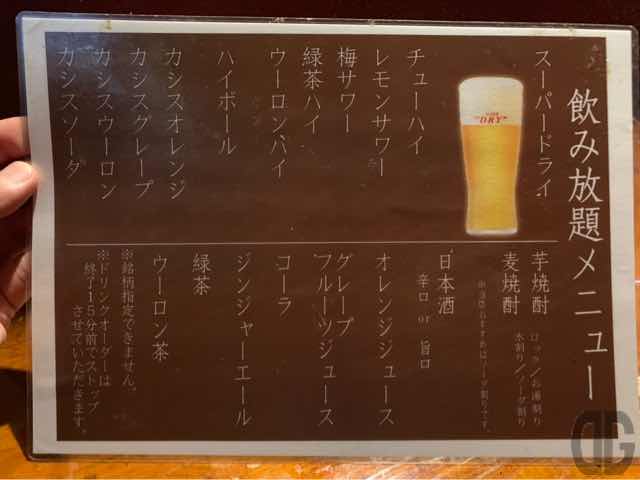 飲み放題メニュー
スーパードライ
DRY
チューハイ
レモンサワー
梅サワー
緑茶ハイ
ウーロンハイ
ハイボール
カシスオレンジ
カシスグレープ
カシスウーロン
カシスソーダ
芋焼酎
麦焼酎
ロック/お湯割り
水割り/ソーダ割り
日本酒
辛口 or 旨口
オレンジジュース
グレープ
フルーツジュース
コーラ
ジンジャーエール
緑茶
ウーロン茶
※銘柄指定できません。
※ドリンクオーダーは
終了15分前でストップ
させていただきます。
DG